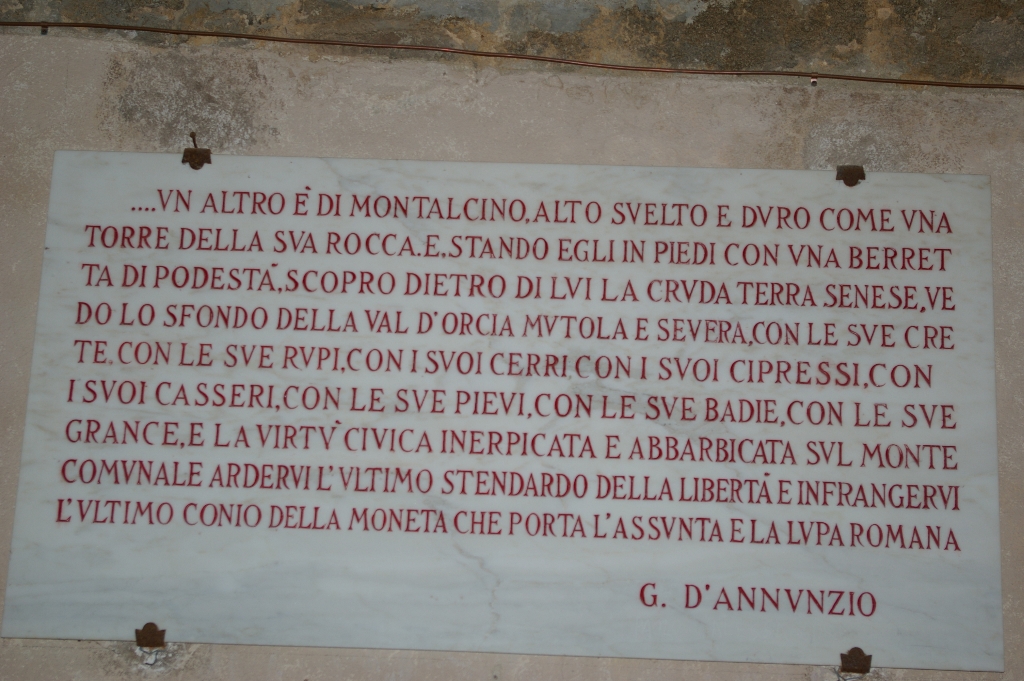 ....VN ALTRO È DI MONTALCINO, ALTO SVELTO E DVRO COME VNA
TORRE DELLA SVA ROCCA. E, STANDO EGLI IN PIEDI CON VNA BERRET
TA DI PODESTÁ, SCOPRO DIETRO DI LVI LA CRVDA TERRA SENESE, VE
DO LO SFONDO DELLA VAL D'ORCIA MVTOLA E SEVERA, CON LE SVE CRE
TE, CON LE SVE RVPI, CON I SVOI CERRI, CON I SVOI CIPRESSI, CON
I SVOI CASSERI, CON LE SVE PIEVI, CON LE SVE BADIE, CON LE SVE
GRANCE, E LA VIRTV̀ CIVICA INERPICATA E ABBARBICATA SVL MONTE
COMVNALE ARDERVI L'VLTIMO STENDARDO DELLA LIBERTÁ E INFRANGERVI
L'VLTIMO CONIO DELLA MONETA CHE PORTA L'ASSVNTA E LA LVPA ROMANA
G. D'ANNVNZIO